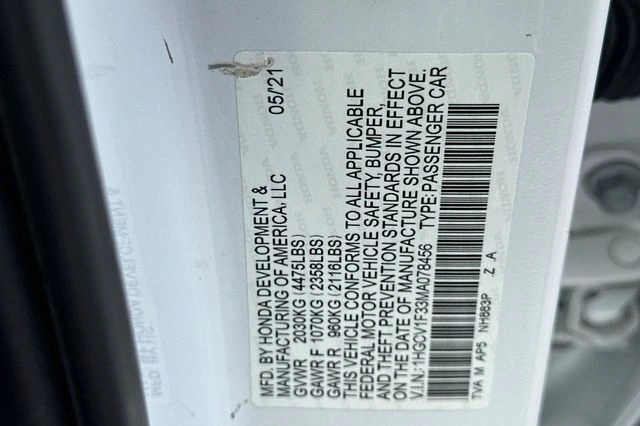 MFD. BY HONDA DEVELOPMENT & 05/21
MANUFACTURING OF AMERICA, LLC
GVWR 2030KG (4475LBS)
GAWR F 1070KG (2358LBS)
GAWR R 960KG (2116LBS)
THIS VEHICLE CONFORMS TO ALL APPLICABLE
FEDERAL MOTOR VEHICLE SAFETY, BUMPER,
AND THEFT PREVENTION STANDARDS IN EFFECT
ON THE DATE OF MANUFACTURE SHOWN ABOVE.
V.I.N.:1HGCV1F33MA078456 TYPE:PASSENGER CAR
TVA M AP5 NH883P Z A